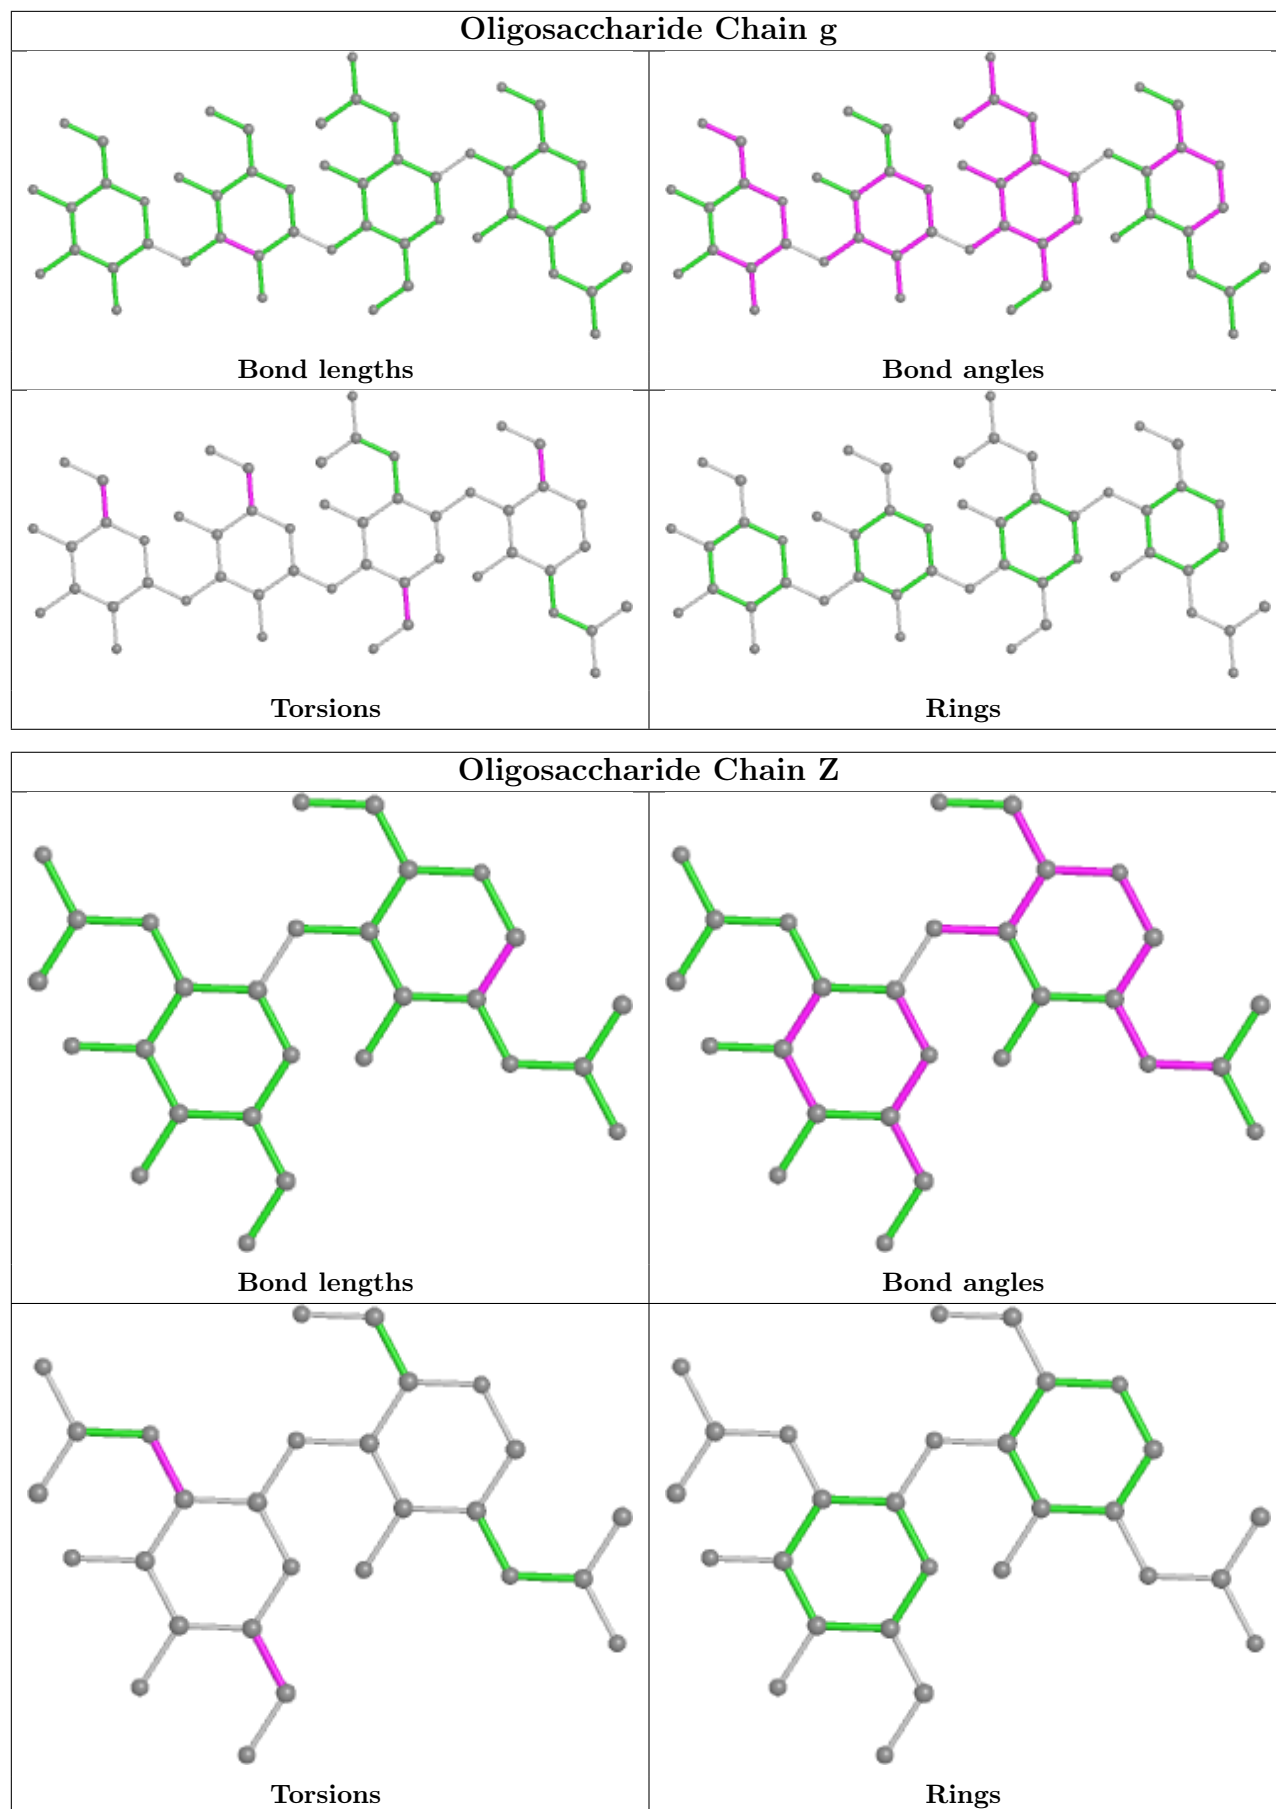 Oligosaccharide Chain g
Bond lengths
Bond angles
Torsions
Rings
Oligosaccharide Chain Z
Bond lengths
Bond angles
Torsions
Rings